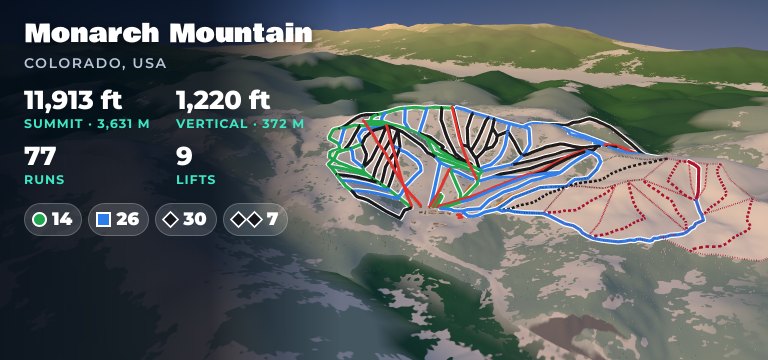 Monarch Mountain
COLORADO, USA
11,913 ft 1,220 ft
SUMMIT · 3,631 M VERTICAL · 372 M
77 9
RUNS LIFTS
14 26 30 7